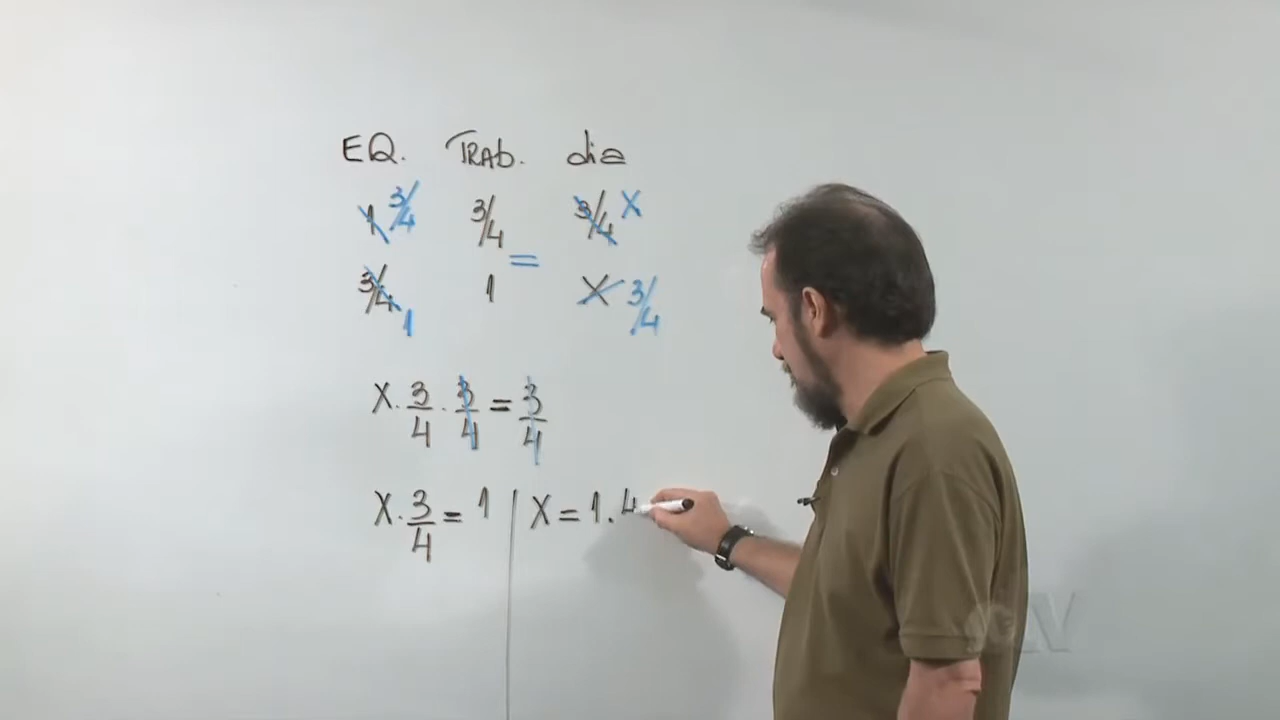 EQ. TRAb. dia
1 3/4 3/4 3/4 X
=
3/4 1 1 X 3/4
X · 3/4 · 3/4 = 3/4
X · 3/4 = 1 | X = 1 . 4